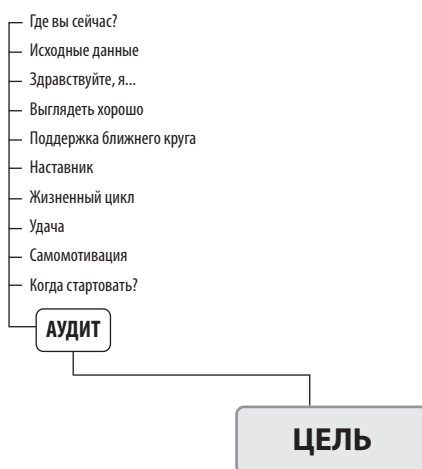 Где вы сейчас?
Исходные данные
Здравствуйте, я...
Выглядеть хорошо
Поддержка ближнего круга
Наставник
Жизненный цикл
Удача
Самомотивация
Когда стартовать?
АУДИТ
ЦЕЛЬ